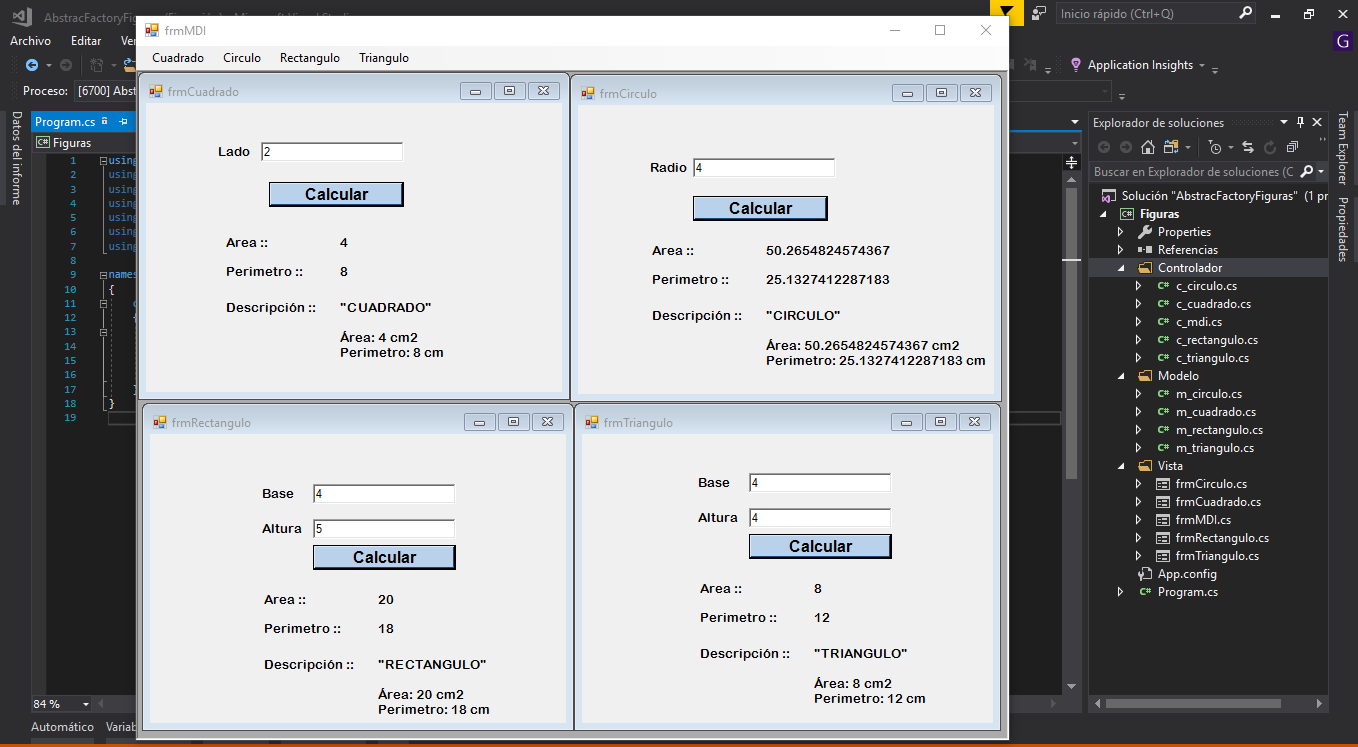 AbstracFactoryFiguras
Inicio rápido (Ctrl+Q)
Archivo Editar Ver
G
Application Insights
Proceso: [6700] Abst
Program.cs
Figuras
Datos del informe
1 using
2 using
3 using
4 using
5 using
6 using
7 using
8
9 names
10 {
11 c
12 {
13
14
15
16
17 }
18 }
19
84 %
Automático Variab
frmMDI
Cuadrado Circulo Rectangulo Triangulo
frmCuadrado
Lado 2
Calcular
Area :: 4
Perimetro :: 8
Descripción :: "CUADRADO"
Área: 4 cm2
Perimetro: 8 cm
frmCirculo
Radio 4
Calcular
Area :: 50.2654824574367
Perimetro :: 25.1327412287183
Descripción :: "CIRCULO"
Área: 50.2654824574367 cm2
Perimetro: 25.1327412287183 cm
frmRectangulo
Base 4
Altura 5
Calcular
Area :: 20
Perimetro :: 18
Descripción :: "RECTANGULO"
Área: 20 cm2
Perimetro: 18 cm
frmTriangulo
Base 4
Altura 4
Calcular
Area :: 8
Perimetro :: 12
Descripción :: "TRIANGULO"
Área: 8 cm2
Perimetro: 12 cm
Explorador de soluciones
Buscar en Explorador de soluciones (C
Solución "AbstracFactoryFiguras" (1 pr
C# Figuras
Properties
Referencias
Controlador
C# c_circulo.cs
C# c_cuadrado.cs
C# c_mdi.cs
C# c_rectangulo.cs
C# c_triangulo.cs
Modelo
C# m_circulo.cs
C# m_cuadrado.cs
C# m_rectangulo.cs
C# m_triangulo.cs
Vista
frmCirculo.cs
frmCuadrado.cs
frmMDI.cs
frmRectangulo.cs
frmTriangulo.cs
App.config
C# Program.cs
Team Explorer
Propiedades